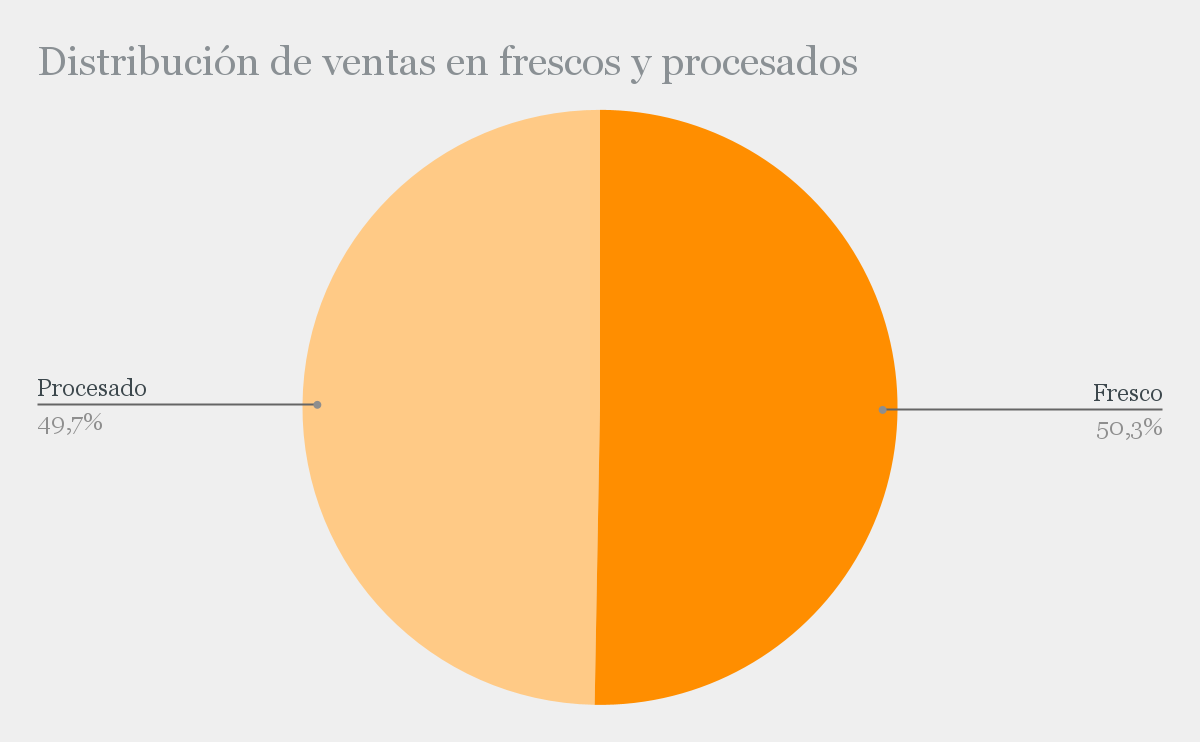 Distribución de ventas en frescos y procesados
Procesado
49,7%
Fresco
50,3%